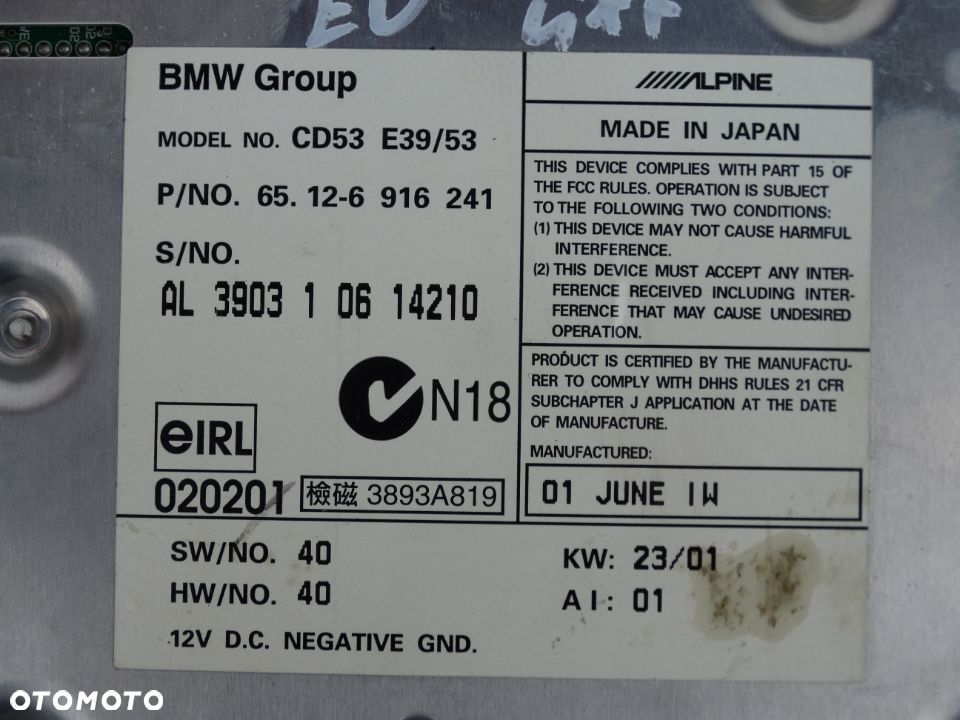 BMW Group
MODEL NO. CD53 E39/53
P/NO. 65. 12-6 916 241
S/NO.
AL 3903 1 06 14210
N18
eIRL
020201
檢磁 3893A819
ALPINE
MADE IN JAPAN
THIS DEVICE COMPLIES WITH PART 15 OF
THE FCC RULES. OPERATION IS SUBJECT
TO THE FOLLOWING TWO CONDITIONS:
(1) THIS DEVICE MAY NOT CAUSE HARMFUL
INTERFERENCE.
(2) THIS DEVICE MUST ACCEPT ANY INTER-
FERENCE RECEIVED INCLUDING INTER-
FERENCE THAT MAY CAUSE UNDESIRED
OPERATION.
PRODUCT IS CERTIFIED BY THE MANUFACTU-
RER TO COMPLY WITH DHHS RULES 21 CFR
SUBCHAPTER J APPLICATION AT THE DATE
OF MANUFACTURE.
MANUFACTURED:
01 JUNE 1W
SW/NO. 40
HW/NO. 40
12V D.C. NEGATIVE GND.
KW: 23/01
AI: 01
OTOMOTO